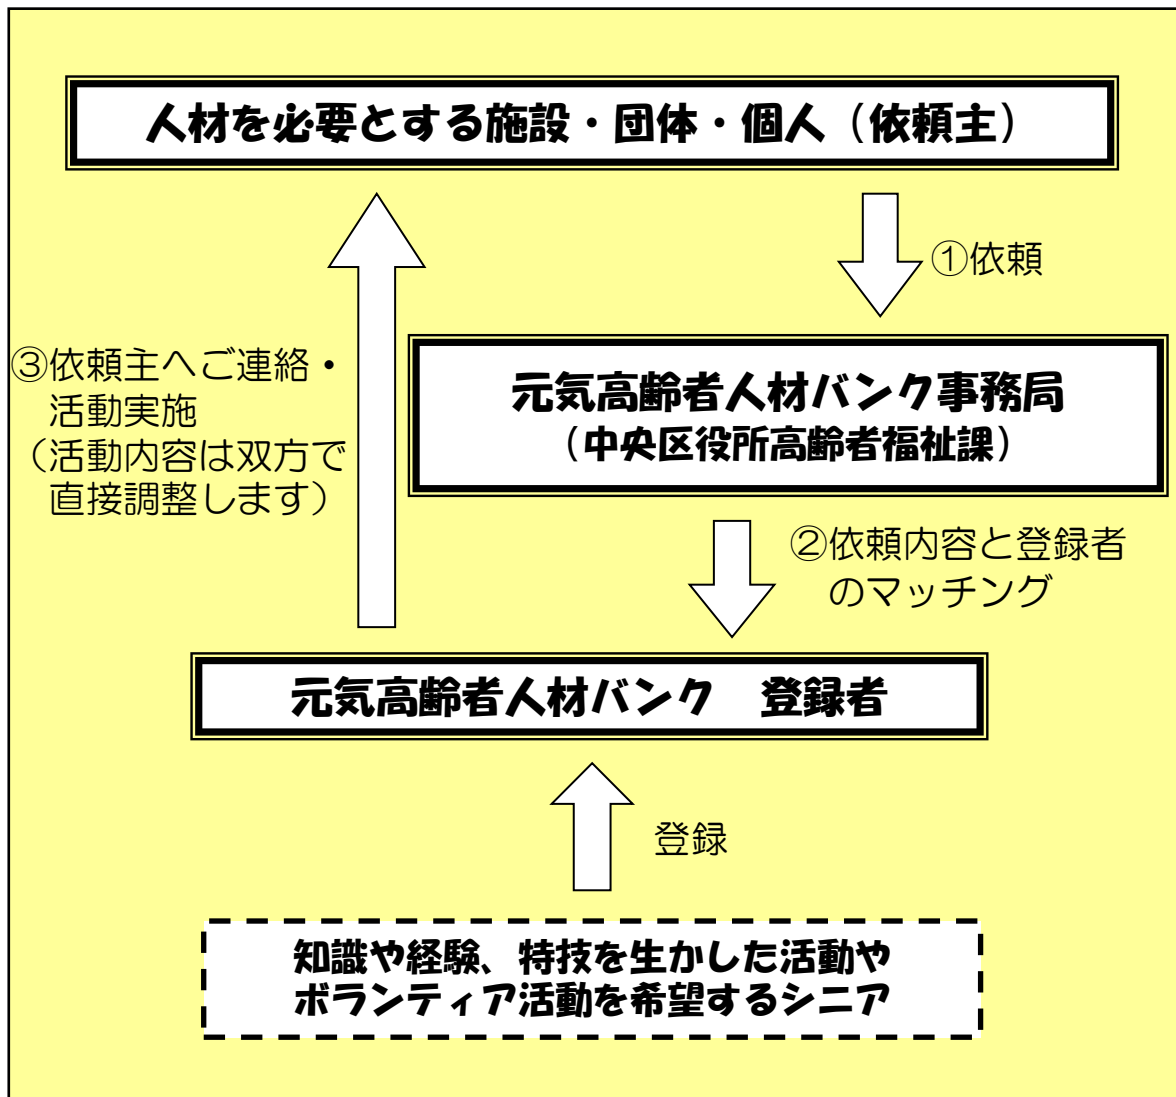 人材を必要とする施設・団体・個人（依頼主）
①依頼
元気高齢者人材バンク事務局
（中央区役所高齢者福祉課）
③依頼主へご連絡・
活動実施
（活動内容は双方で
直接調整します）
②依頼内容と登録者
のマッチング
元気高齢者人材バンク　登録者
登録
知識や経験、特技を生かした活動や
ボランティア活動を希望するシニア